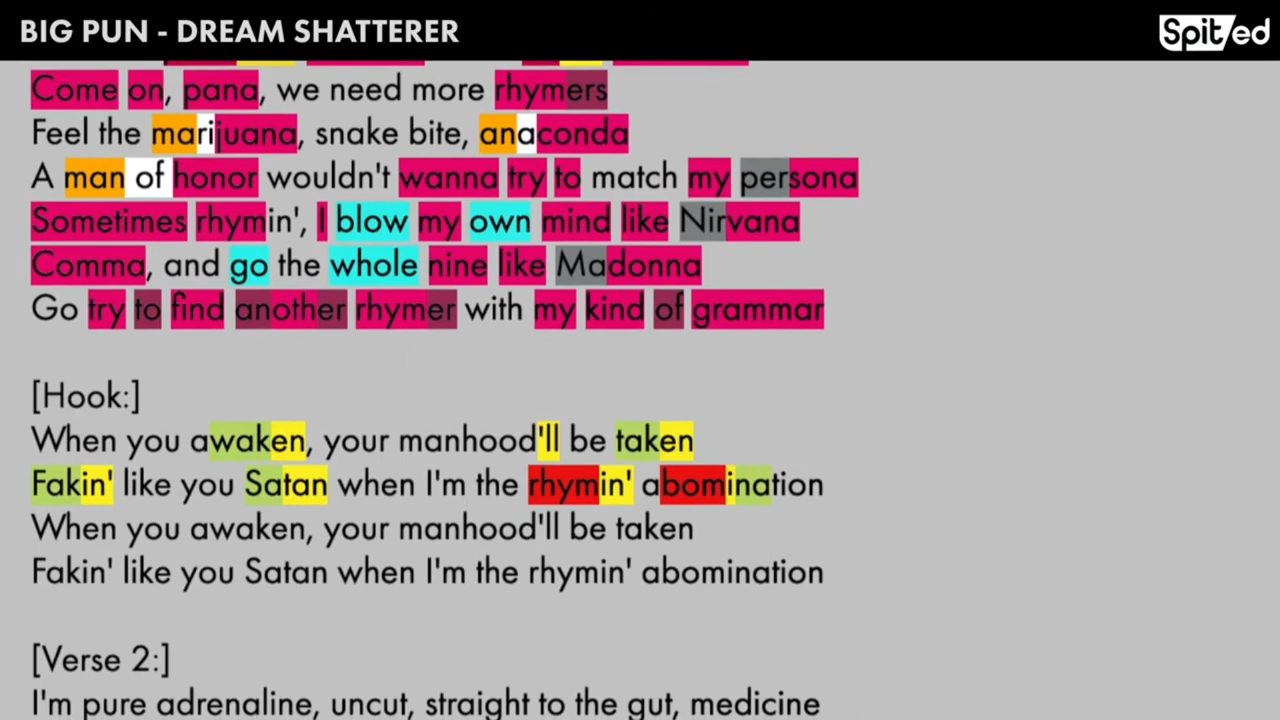 BIG PUN - DREAM SHATTERER
Spit/ed
Come on, pana, we need more rhymers
Feel the marijuana, snake bite, anaconda
A man of honor wouldn't wanna try to match my persona
Sometimes rhymin', I blow my own mind like Nirvana
Comma, and go the whole nine like Madonna
Go try to find another rhymer with my kind of grammar
[Hook:]
When you awaken, your manhood'll be taken
Fakin' like you Satan when I'm the rhymin' abomination
When you awaken, your manhood'll be taken
Fakin' like you Satan when I'm the rhymin' abomination
[Verse 2:]
I'm pure adrenaline, uncut, straight to the gut, medicine